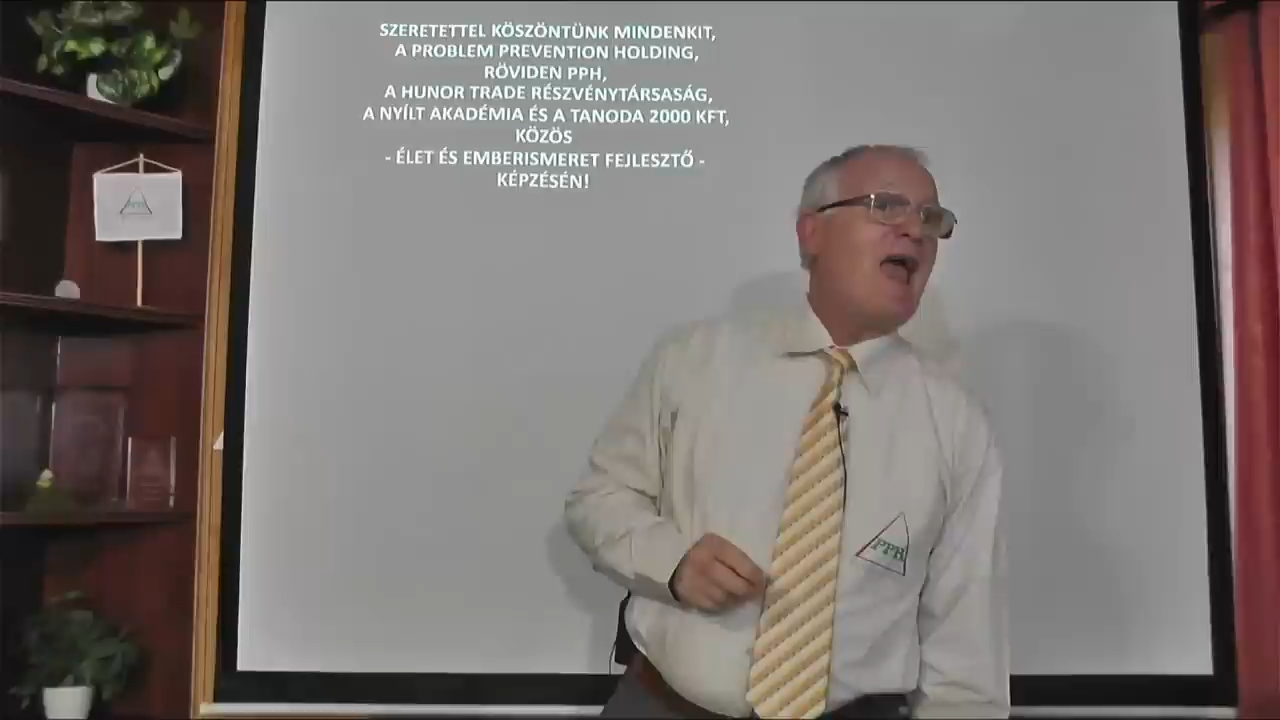 SZERETETTEL KÖSZÖNTÜNK MINDENKIT,
A PROBLEM PREVENTION HOLDING,
RÖVIDEN PPH,
A HUNOR TRADE RÉSZVÉNYTÁRSASÁG,
A NYÍLT AKADÉMIA ÉS A TANODA 2000 KFT,
KÖZÖS
- ÉLET ÉS EMBERISMERET FEJLESZTŐ -
KÉPZÉSÉN!
PPH
PPH